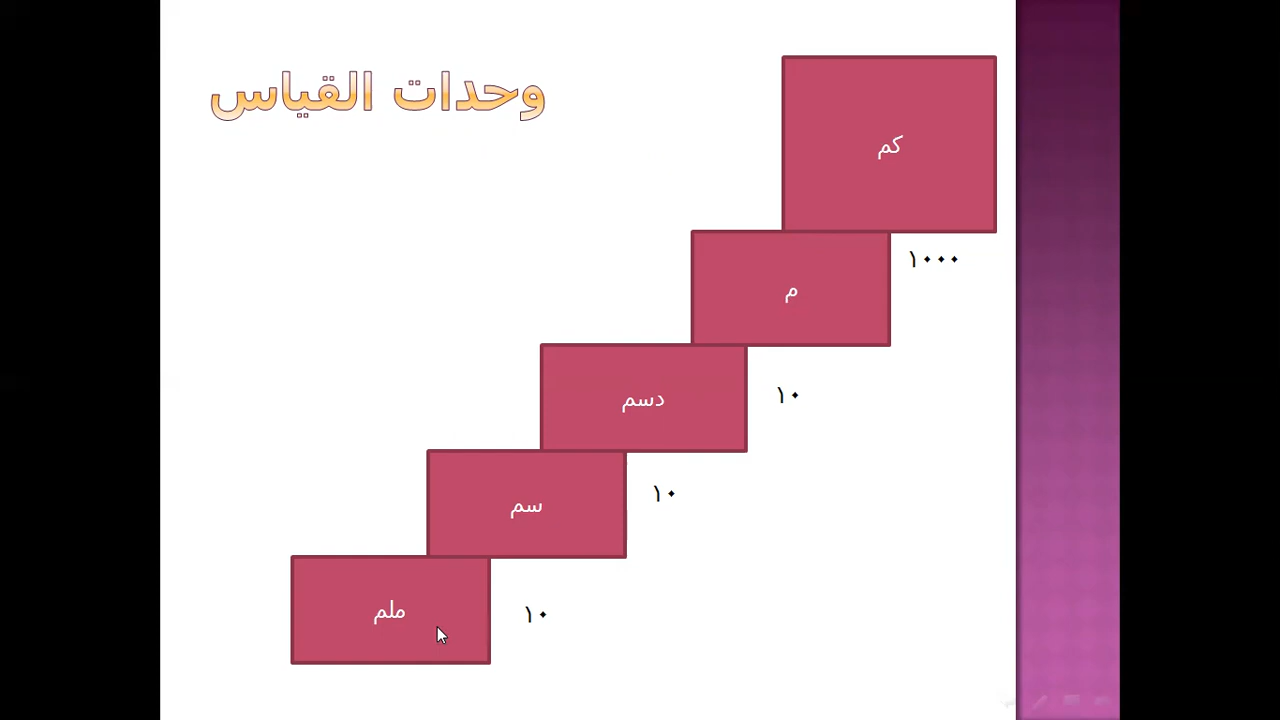 وحدات القياس
كم
١٠٠٠
م
١٠
دسم
١٠
سم
١٠
ملم